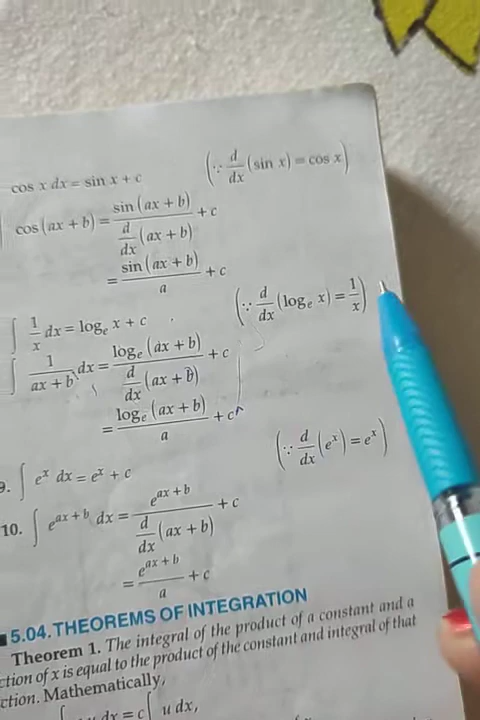 cos x dx = sin x + c (∵ d/dx (sin x) = cos x)
cos (ax + b) = sin (ax + b) / d/dx (ax + b) + c
= sin (ax + b) / a + c
∫ 1/x dx = logₑ x + c . (∵ d/dx (logₑ x) = 1/x)
∫ 1/(ax + b) dx = logₑ (ax + b) / d/dx (ax + b) + c
= logₑ (ax + b) / a + c
9. ∫ eˣ dx = eˣ + c (∵ d/dx (eˣ) = eˣ)
10. ∫ e^(ax + b) dx = e^(ax + b) / d/dx (ax + b) + c
= e^(ax + b) / a + c
5.04. THEOREMS OF INTEGRATION
Theorem 1. The integral of the product of a constant and a
ction of x is equal to the product of the constant and integral of that
ction. Mathematically,
u dx = c ∫ u dx,